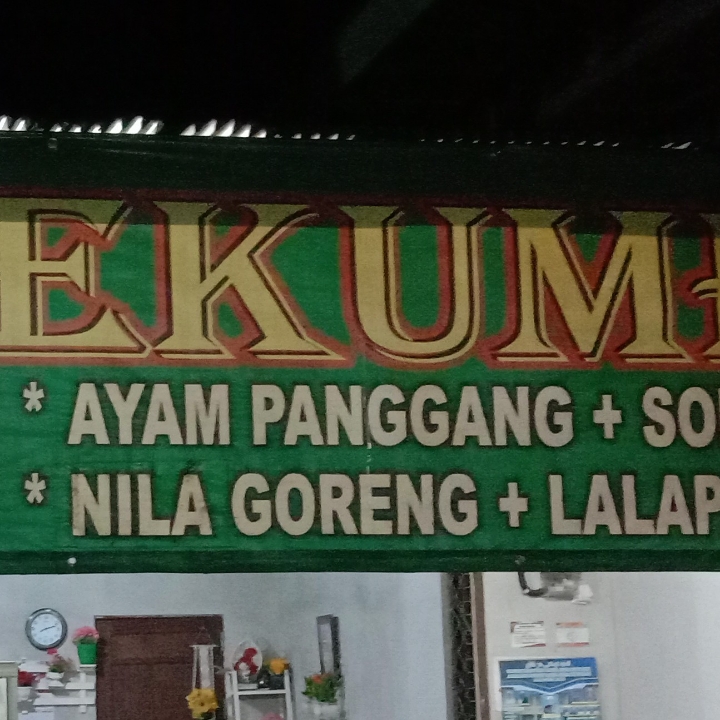 EKUM
* AYAM PANGGANG + SO
* NILA GORENG + LALAP